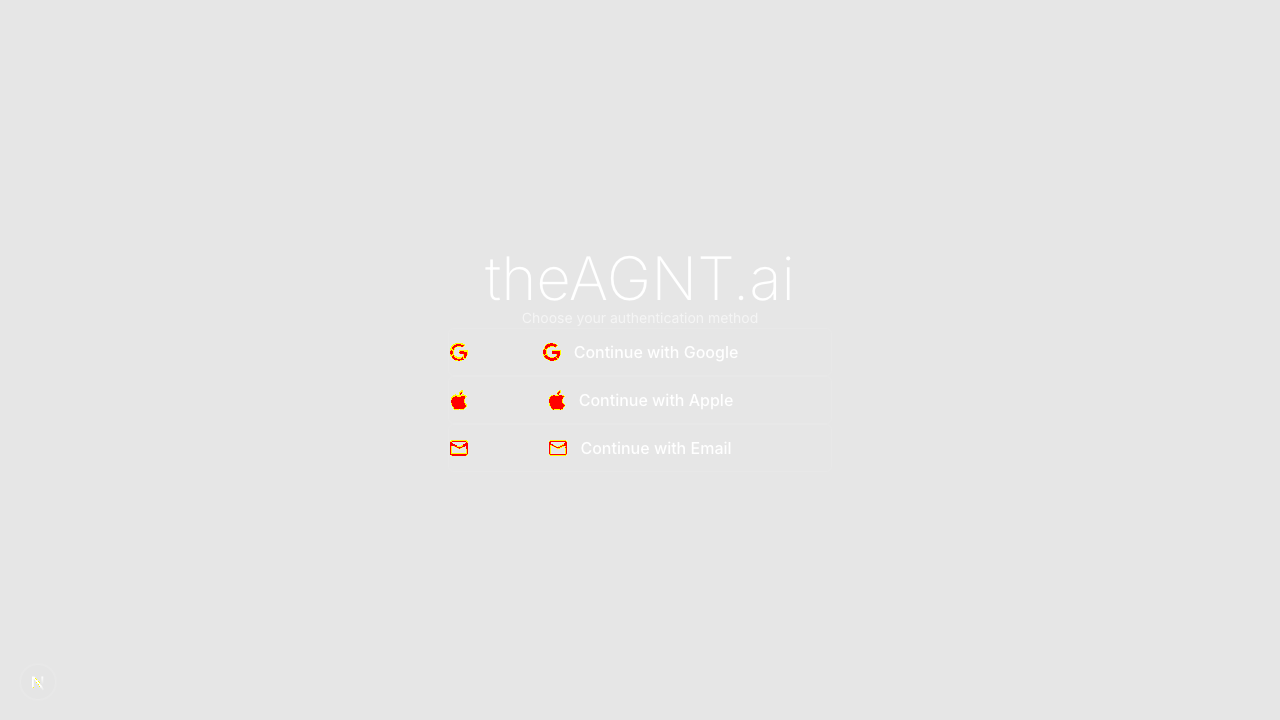 theAGNT.ai
Choose your authentication method
Continue with Google
Continue with Apple
Continue with Email